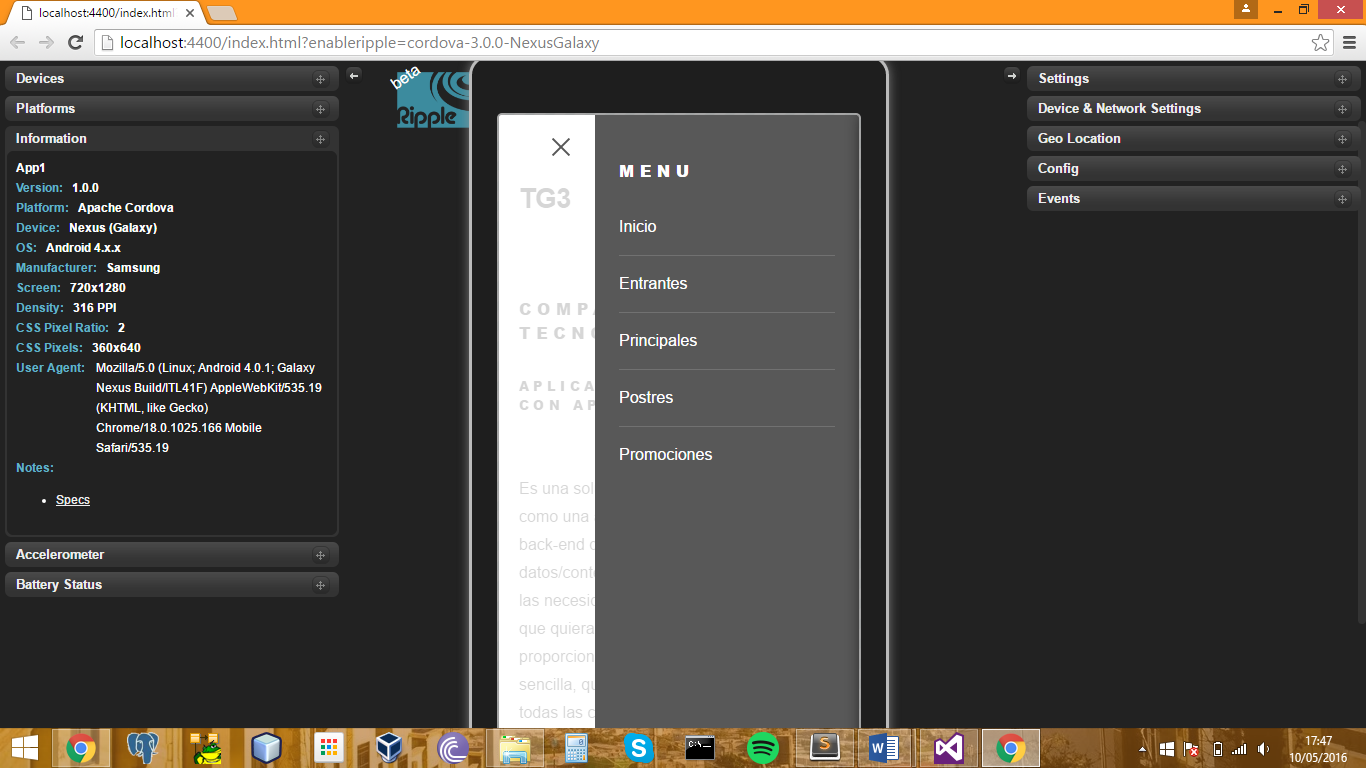 localhost:4400/index.html
localhost:4400/index.html?enableripple=cordova-3.0.0-NexusGalaxy
Devices
Platforms
Information
App1
Version: 1.0.0
Platform: Apache Cordova
Device: Nexus (Galaxy)
OS: Android 4.x.x
Manufacturer: Samsung
Screen: 720x1280
Density: 316 PPI
CSS Pixel Ratio: 2
CSS Pixels: 360x640
User Agent: Mozilla/5.0 (Linux; Android 4.0.1; Galaxy
Nexus Build/ITL41F) AppleWebKit/535.19
(KHTML, like Gecko)
Chrome/18.0.1025.166 Mobile
Safari/535.19
Notes:
Specs
Accelerometer
Battery Status
beta
Ripple
TG3
COMPA
TECNO
APLICA
CON AP
Es una sol
como una
back-end
datos/cont
las necesi
que quiera
proporcion
sencilla, qu
todas las c
MENU
Inicio
Entrantes
Principales
Postres
Promociones
Settings
Device & Network Settings
Geo Location
Config
Events
C:\
S
W
17:47
10/05/2016